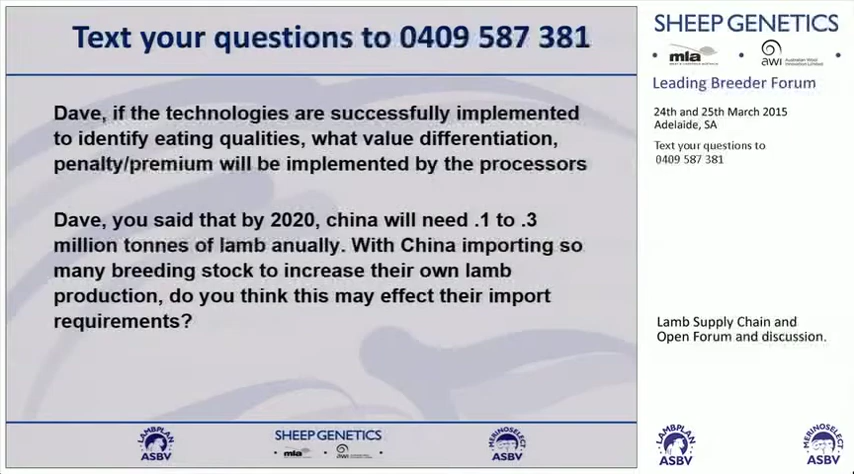 Text your questions to 0409 587 381
Dave, if the technologies are successfully implemented
to identify eating qualities, what value differentiation,
penalty/premium will be implemented by the processors
Dave, you said that by 2020, china will need .1 to .3
million tonnes of lamb anually. With China importing so
many breeding stock to increase their own lamb
production, do you think this may effect their import
requirements?
LAMBPLAN
ASBV
SHEEP GENETICS
mla
awi
MERINOSELECT
ASBV
SHEEP GENETICS
mla
awi
Leading Breeder Forum
24th and 25th March 2015
Adelaide, SA
Text your questions to
0409 587 381
Lamb Supply Chain and
Open Forum and discussion.
LAMBPLAN
ASBV
MERINOSELECT
ASBV